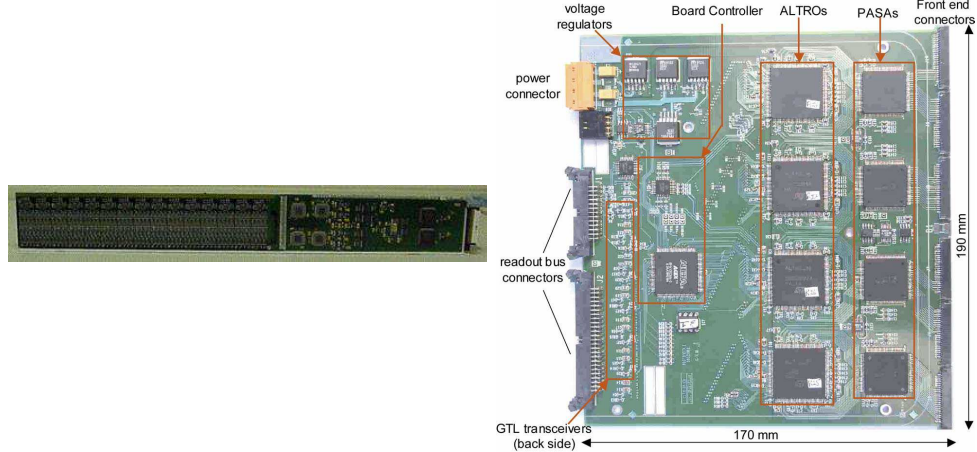 voltage
regulators
Board Controller
ALTROs
PASAs
Front end
connectors
power
connector
readout bus
connectors
190 mm
GTL transceivers
(back side)
170 mm